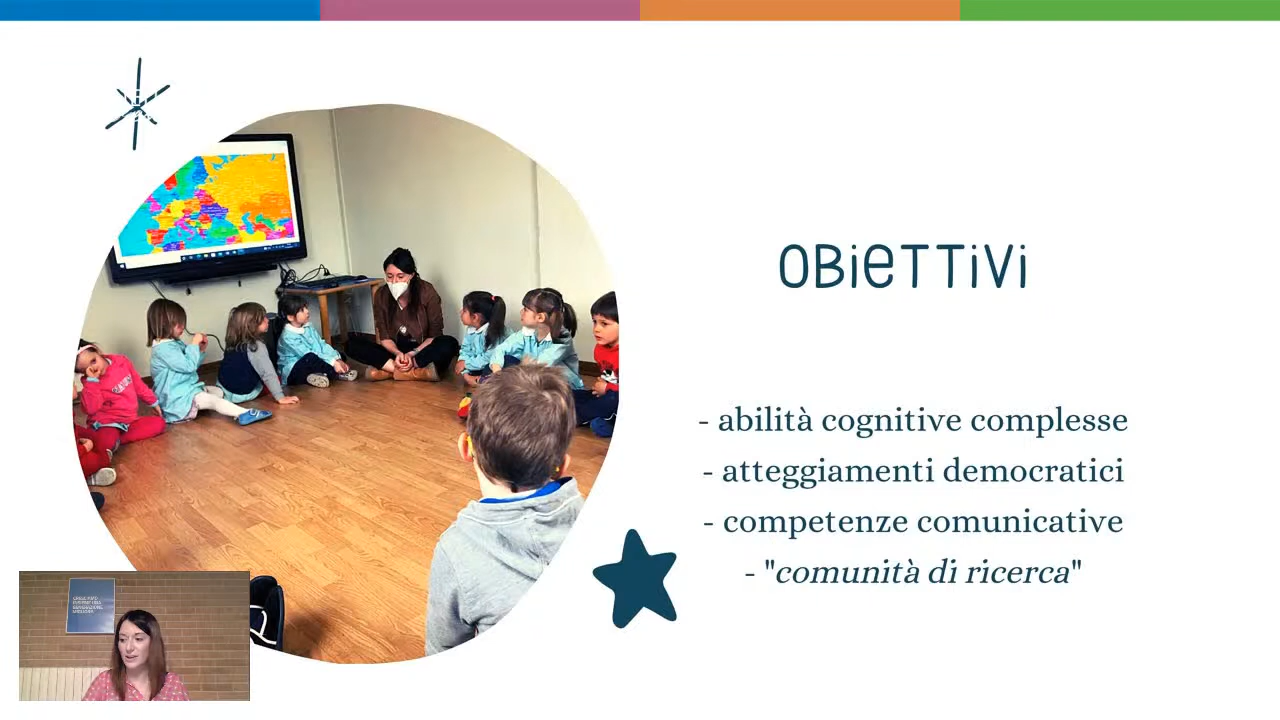 OBiETTiVi
- abilità cognitive complesse
- atteggiamenti democratici
- competenze comunicative
- "comunità di ricerca"